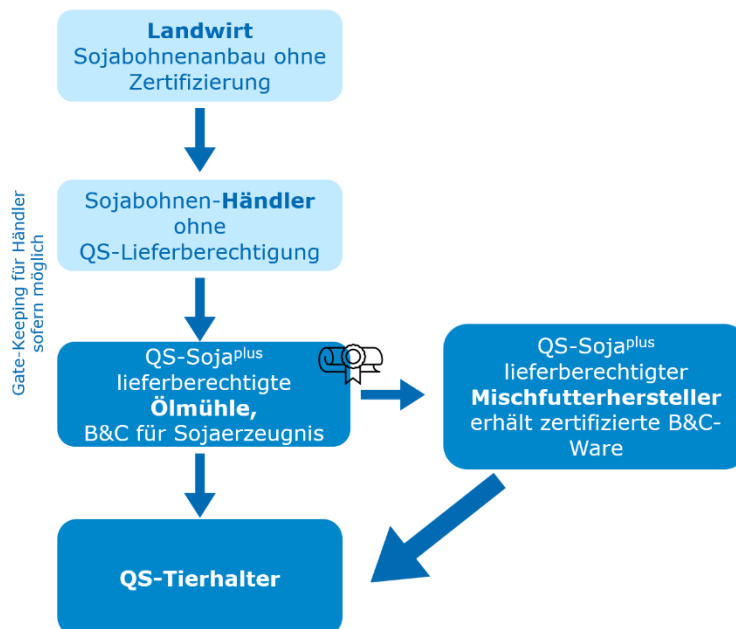 Landwirt
Sojabohnenanbau ohne
Zertifizierung
Gate-Keeping für Händler
sofern möglich
Sojabohnen-Händler
ohne
QS-Lieferberechtigung
QS-Sojaplus
lieferberechtigte
Ölmühle,
B&C für Sojaerzeugnis
QS-Sojaplus
lieferberechtigter
Mischfutterhersteller
erhält zertifizierte B&C-
Ware
QS-Tierhalter